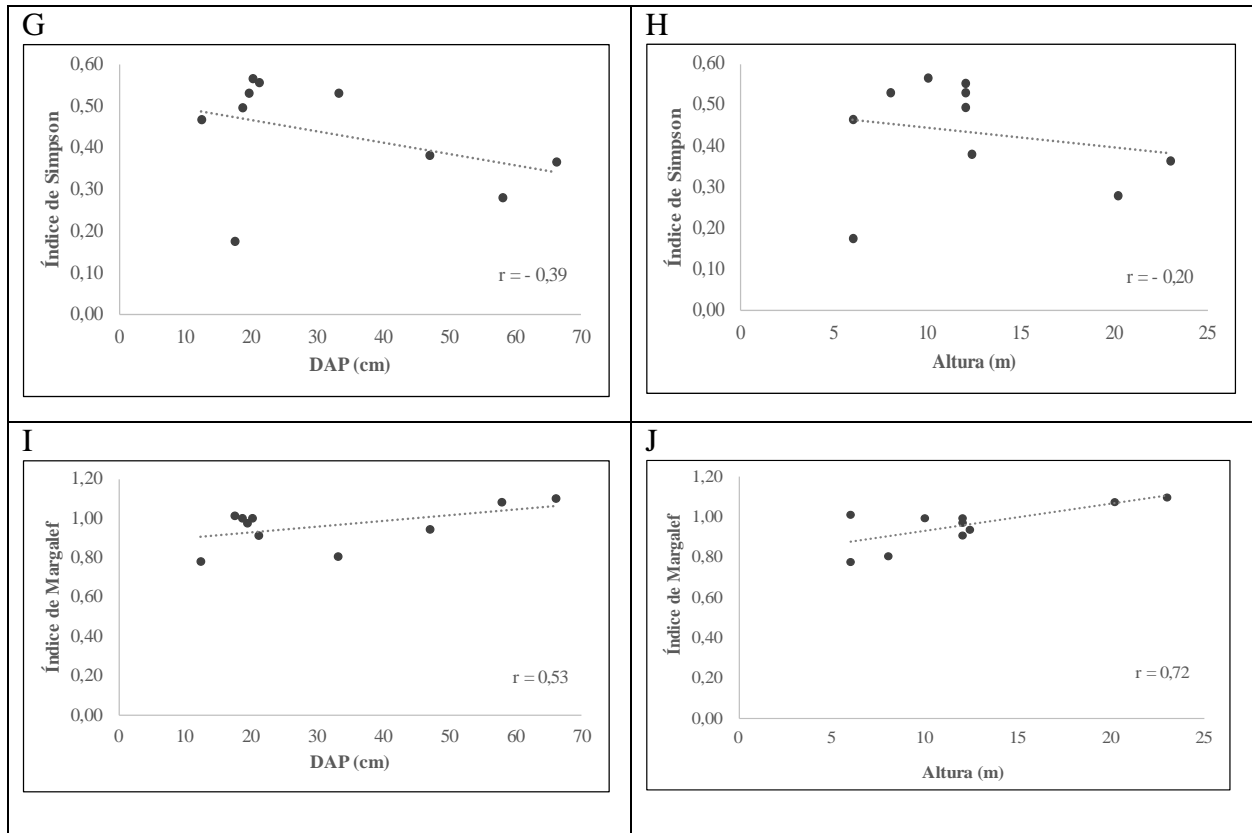 G
0,60
0,50
0,40
0,30
0,20
0,10
0,00
Índice de Simpson
r = - 0,39
0 10 20 30 40 50 60 70
DAP (cm)
H
0,60
0,50
0,40
0,30
0,20
0,10
0,00
Índice de Simpson
r = - 0,20
0 5 10 15 20 25
Altura (m)
I
1,20
1,00
0,80
0,60
0,40
0,20
0,00
Índice de Margalef
r = 0,53
0 10 20 30 40 50 60 70
DAP (cm)
J
1,20
1,00
0,80
0,60
0,40
0,20
0,00
Índice de Margalef
r = 0,72
0 5 10 15 20 25
Altura (m)